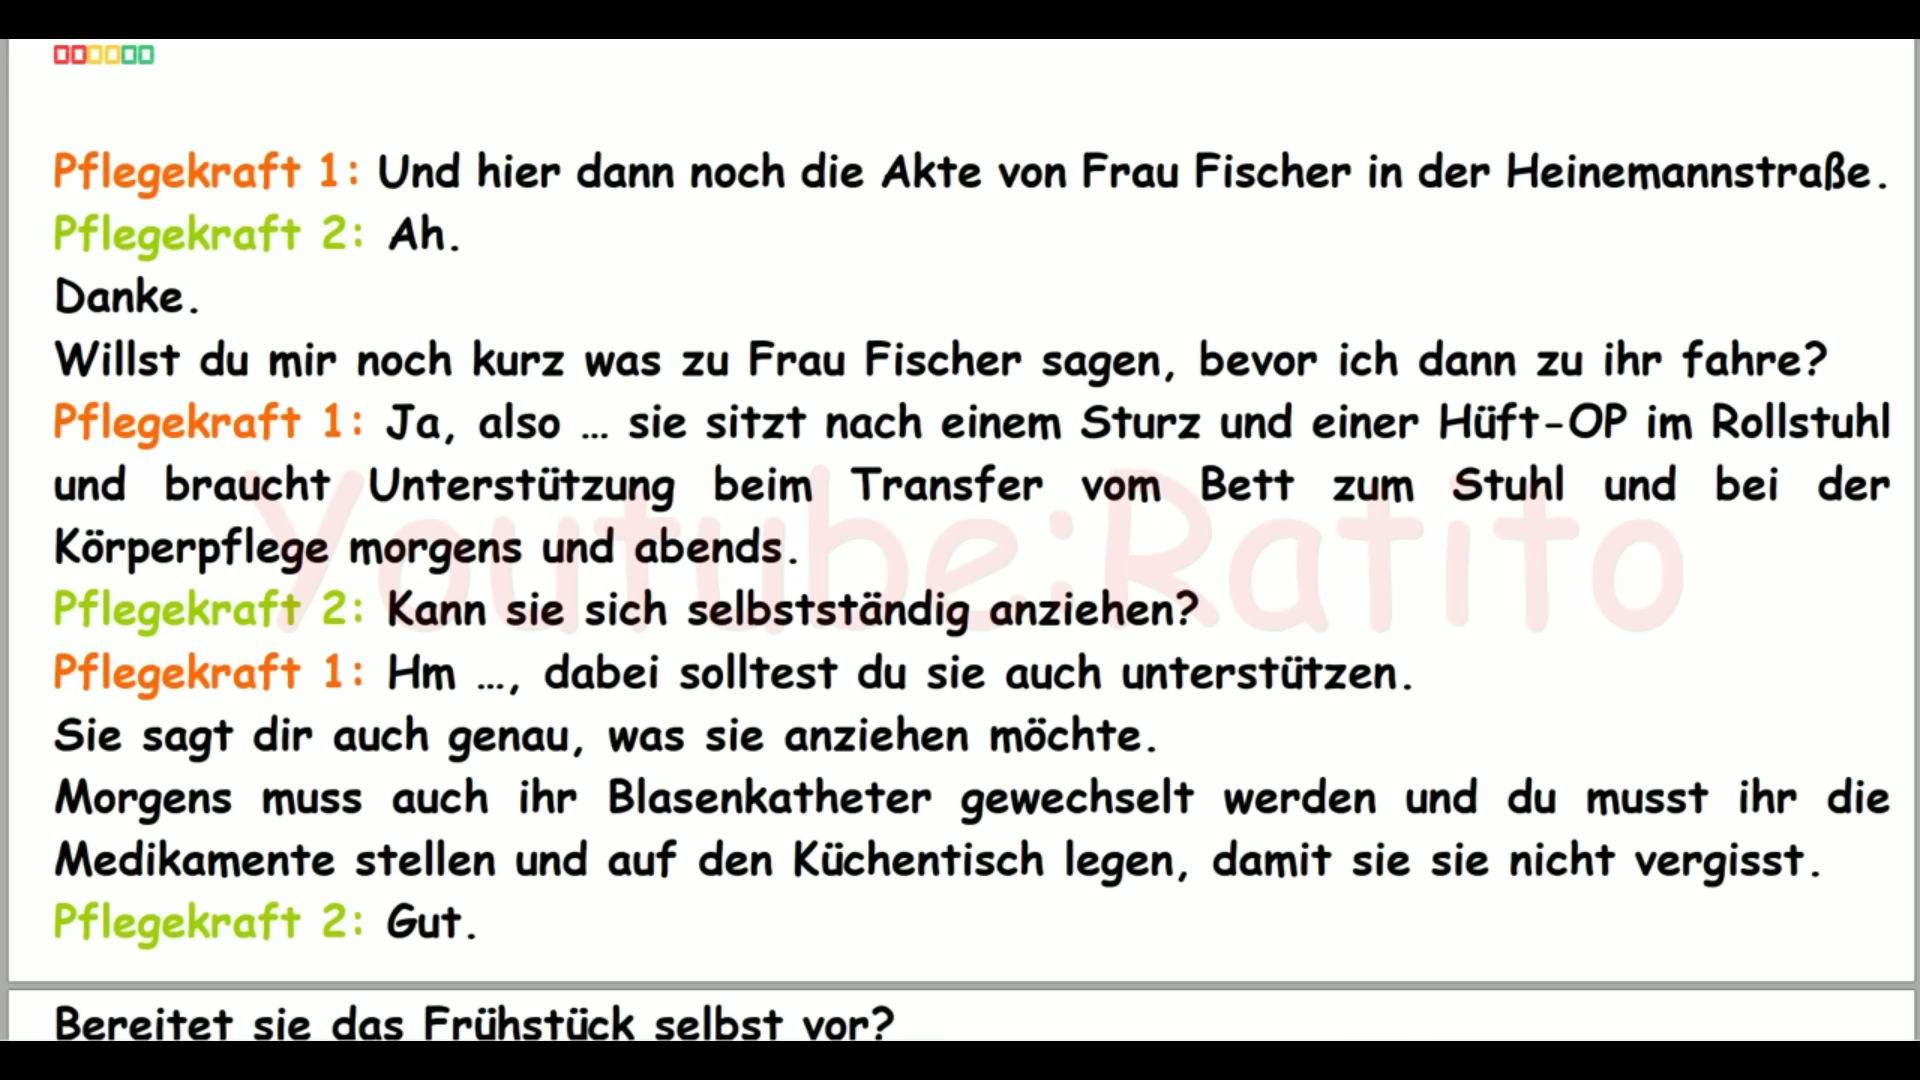 Pflegekraft 1: Und hier dann noch die Akte von Frau Fischer in der Heinemannstraße.
Pflegekraft 2: Ah.
Danke.
Willst du mir noch kurz was zu Frau Fischer sagen, bevor ich dann zu ihr fahre?
Pflegekraft 1: Ja, also ... sie sitzt nach einem Sturz und einer Hüft-OP im Rollstuhl
und braucht Unterstützung beim Transfer vom Bett zum Stuhl und bei der
Körperpflege morgens und abends.
Youtube:Ratito
Pflegekraft 2: Kann sie sich selbstständig anziehen?
Pflegekraft 1: Hm ..., dabei solltest du sie auch unterstützen.
Sie sagt dir auch genau, was sie anziehen möchte.
Morgens muss auch ihr Blasenkatheter gewechselt werden und du musst ihr die
Medikamente stellen und auf den Küchentisch legen, damit sie sie nicht vergisst.
Pflegekraft 2: Gut.
Bereitet sie das Frühstück selbst vor?